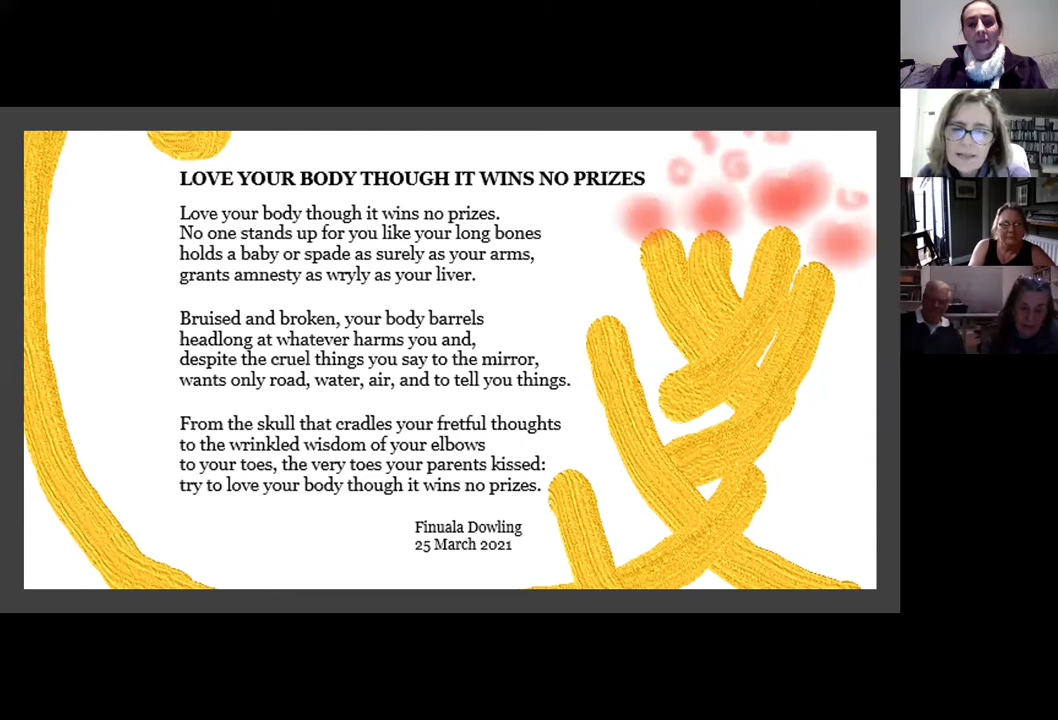 LOVE YOUR BODY THOUGH IT WINS NO PRIZES
Love your body though it wins no prizes.
No one stands up for you like your long bones
holds a baby or spade as surely as your arms,
grants amnesty as wryly as your liver.
Bruised and broken, your body barrels
headlong at whatever harms you and,
despite the cruel things you say to the mirror,
wants only road, water, air, and to tell you things.
From the skull that cradles your fretful thoughts
to the wrinkled wisdom of your elbows
to your toes, the very toes your parents kissed:
try to love your body though it wins no prizes.
Finuala Dowling
25 March 2021